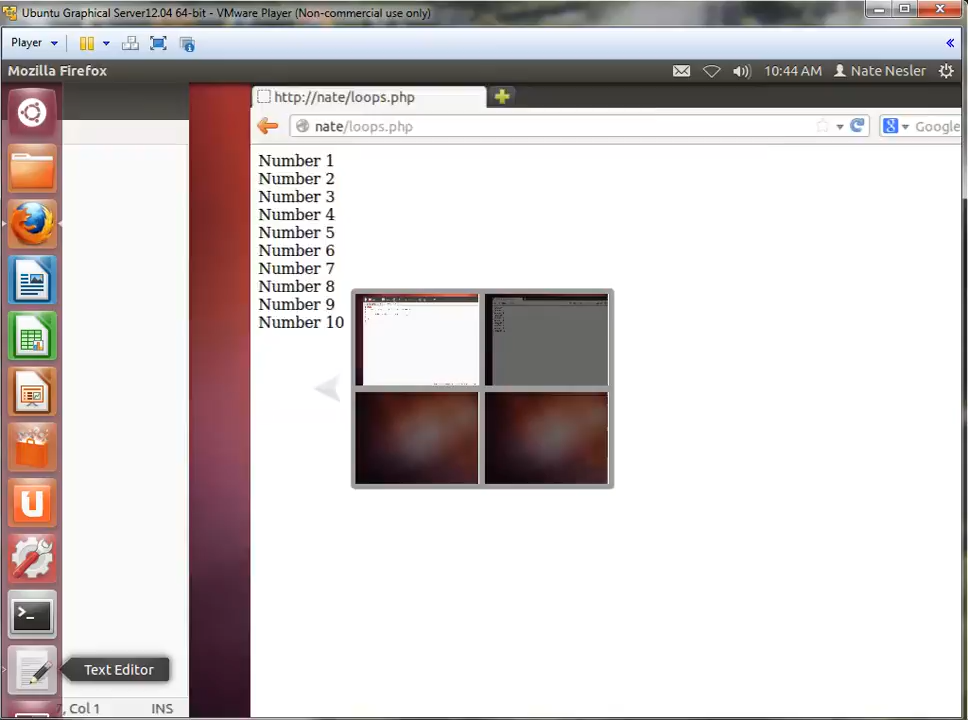 Ubuntu Graphical Server12.04 64-bit - VMware Player (Non-commercial use only)
Player
Mozilla Firefox
10:44 AM
Nate Nesler
http://nate/loops.php
nate/loops.php
Google
Number 1
Number 2
Number 3
Number 4
Number 5
Number 6
Number 7
Number 8
Number 9
Number 10
Text Editor
7, Col 1
INS